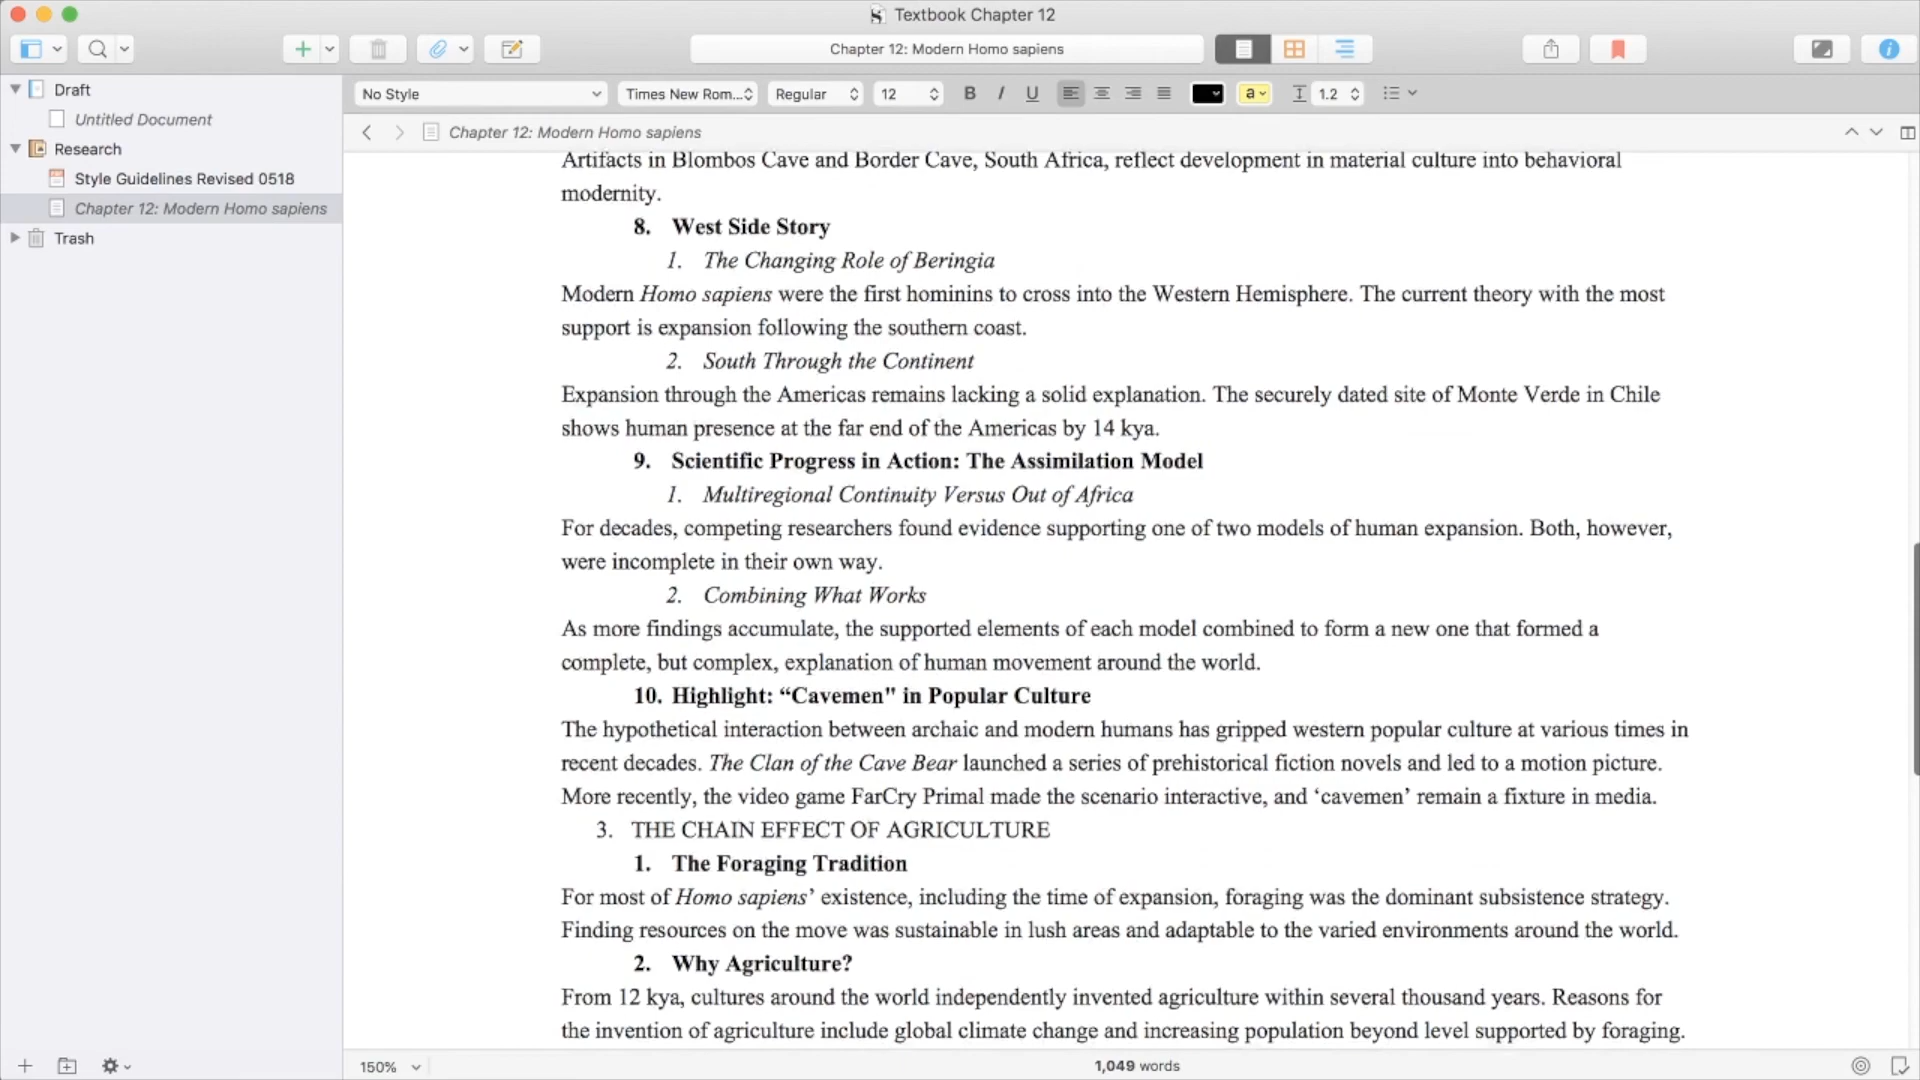 Textbook Chapter 12
Chapter 12: Modern Homo sapiens
Draft
Untitled Document
Research
Style Guidelines Revised 0518
Chapter 12: Modern Homo sapiens
Trash
No Style
Times New Rom...
Regular
12
B I U
a
1.2
Chapter 12: Modern Homo sapiens
Artifacts in Blombos Cave and Border Cave, South Africa, reflect development in material culture into behavioral
modernity.
8. West Side Story
1. The Changing Role of Beringia
Modern Homo sapiens were the first hominins to cross into the Western Hemisphere. The current theory with the most
support is expansion following the southern coast.
2. South Through the Continent
Expansion through the Americas remains lacking a solid explanation. The securely dated site of Monte Verde in Chile
shows human presence at the far end of the Americas by 14 kya.
9. Scientific Progress in Action: The Assimilation Model
1. Multiregional Continuity Versus Out of Africa
For decades, competing researchers found evidence supporting one of two models of human expansion. Both, however,
were incomplete in their own way.
2. Combining What Works
As more findings accumulate, the supported elements of each model combined to form a new one that formed a
complete, but complex, explanation of human movement around the world.
10. Highlight: “Cavemen" in Popular Culture
The hypothetical interaction between archaic and modern humans has gripped western popular culture at various times in
recent decades. The Clan of the Cave Bear launched a series of prehistorical fiction novels and led to a motion picture.
More recently, the video game FarCry Primal made the scenario interactive, and ‘cavemen’ remain a fixture in media.
3. THE CHAIN EFFECT OF AGRICULTURE
1. The Foraging Tradition
For most of Homo sapiens’ existence, including the time of expansion, foraging was the dominant subsistence strategy.
Finding resources on the move was sustainable in lush areas and adaptable to the varied environments around the world.
2. Why Agriculture?
From 12 kya, cultures around the world independently invented agriculture within several thousand years. Reasons for
the invention of agriculture include global climate change and increasing population beyond level supported by foraging.
150%
1,049 words